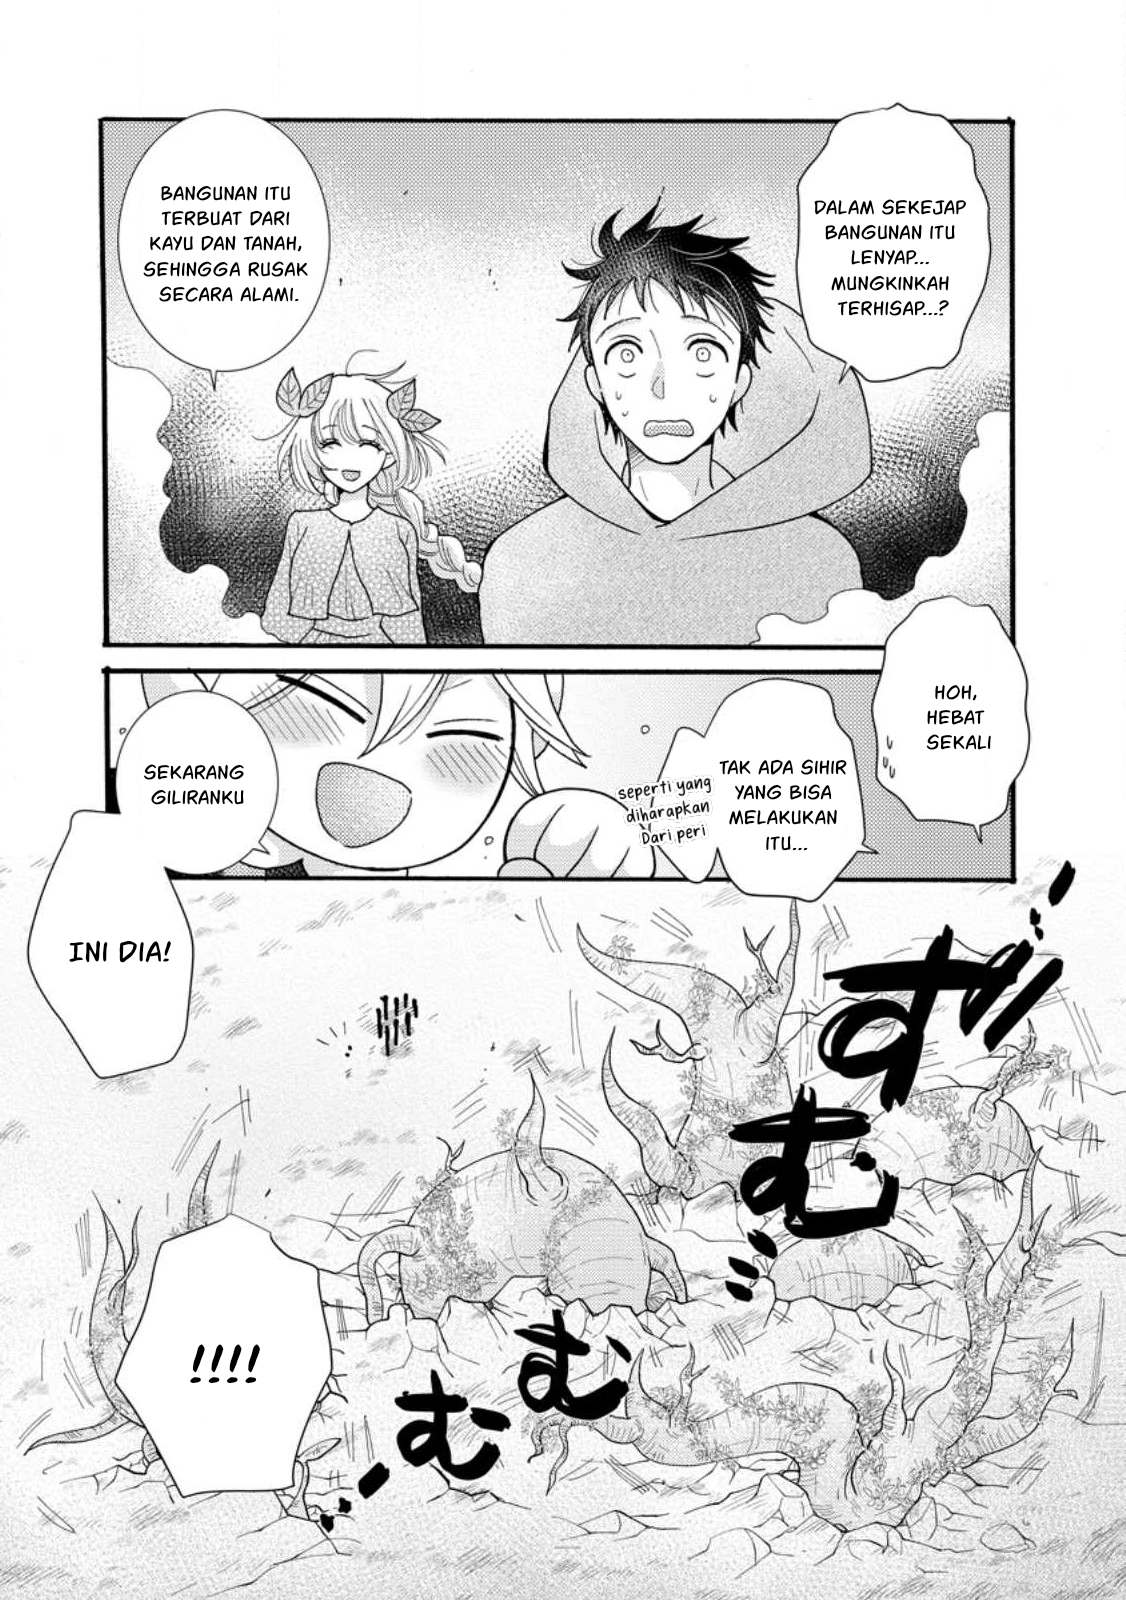 DALAM SEKEJAP
BANGUNAN ITU
LENYAP...
MUNGKINKAH
TERHISAP...?
BANGUNAN ITU
TERBUAT DARI
KAYU DAN TANAH,
SEHINGGA RUSAK
SECARA ALAMI.
HOH,
HEBAT
SEKALI
TAK ADA SIHIR
YANG BISA
MELAKUKAN
ITU...
seperti yang
diharapkan
Dari peri
SEKARANG
GILIRANKU
INI DIA!
ず
む
む
む
!!!!